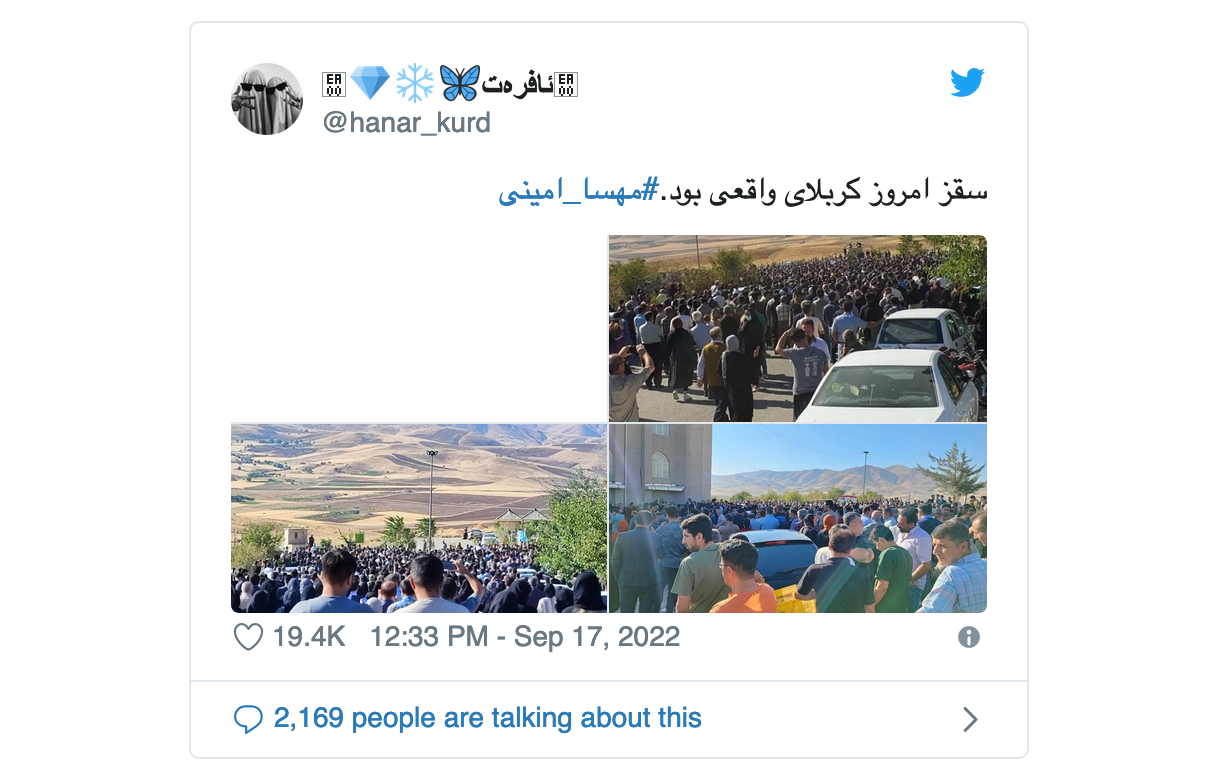 💎❄️🦋ئافرەت
@hanar_kurd
سقز امروز کربلای واقعی بود.#مهسا_امینی
19.4K 12:33 PM - Sep 17, 2022
2,169 people are talking about this